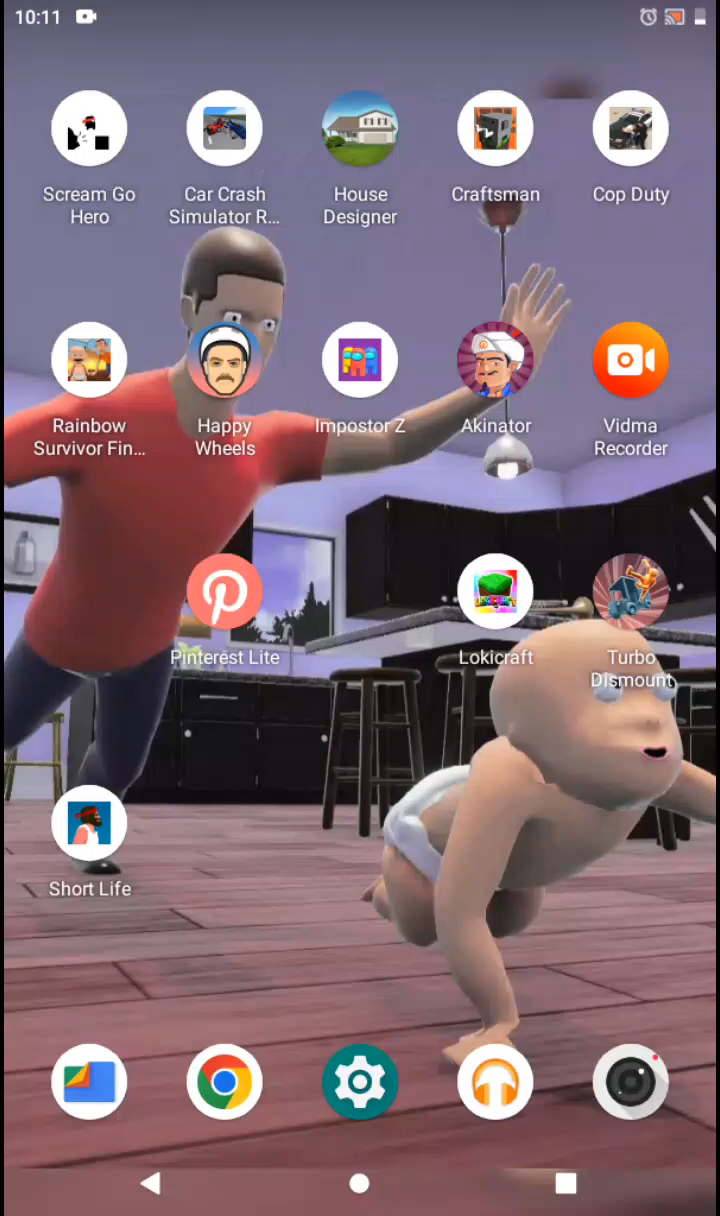 10:11
Scream Go
Hero
Car Crash
Simulator R...
House
Designer
Craftsman
Cop Duty
Rainbow
Survivor Fin...
Happy
Wheels
Impostor Z
Akinator
Vidma
Recorder
Pinterest Lite
Lokicraft
Turbo
Dismount
Short Life